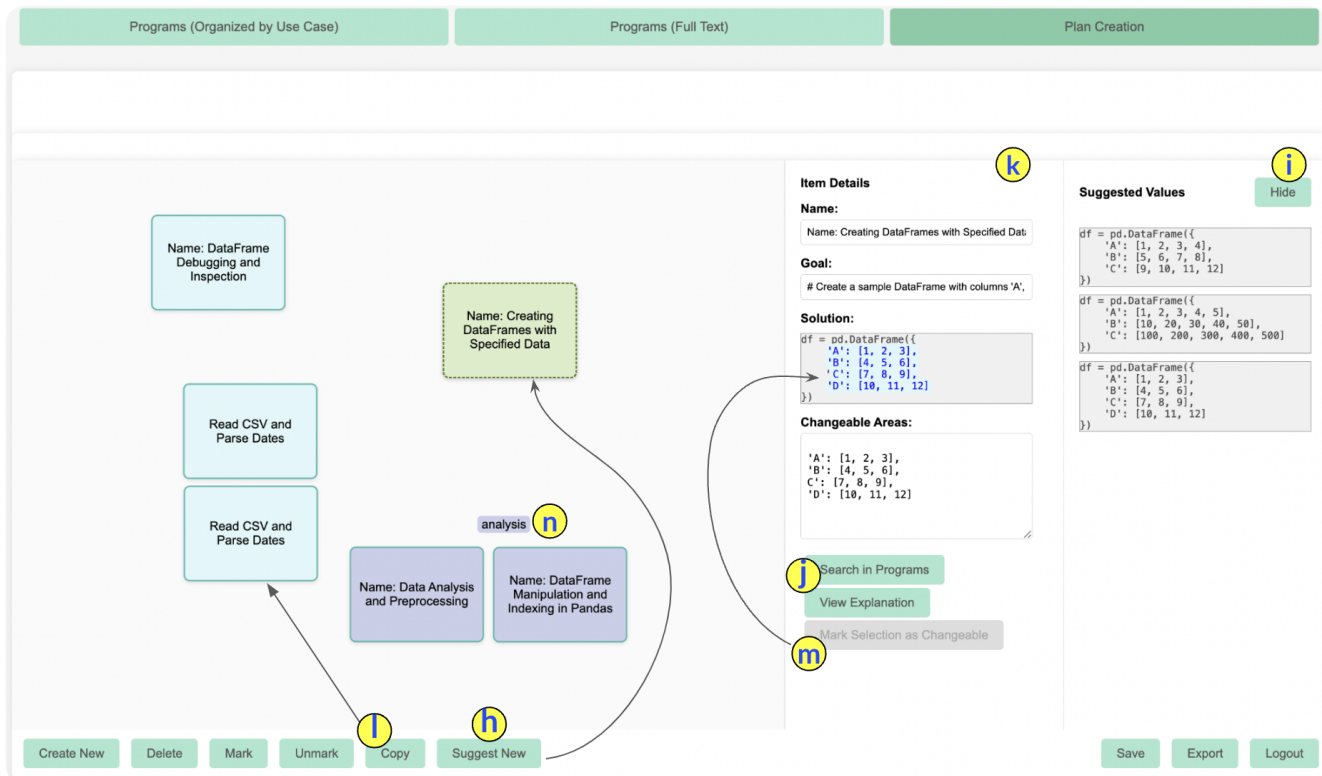 Programs (Organized by Use Case)
Programs (Full Text)
Plan Creation
Name: DataFrame
Debugging and
Inspection
Name: Creating
DataFrames with
Specified Data
Read CSV and
Parse Dates
Read CSV and
Parse Dates
analysis
n
Name: Data Analysis
and Preprocessing
Name: DataFrame
Manipulation and
Indexing in Pandas
k
Item Details
Name:
Name: Creating DataFrames with Specified Dat
Goal:
# Create a sample DataFrame with columns 'A',
Solution:
df = pd.DataFrame({
'A': [1, 2, 3],
'B': [4, 5, 6],
'C': [7, 8, 9],
'D': [10, 11, 12]
})
Changeable Areas:
'A': [1, 2, 3],
'B': [4, 5, 6],
C': [7, 8, 9],
'D': [10, 11, 12]
j
Search in Programs
View Explanation
Mark Selection as Changeable
m
i
Suggested Values
Hide
df = pd.DataFrame({
'A': [1, 2, 3, 4],
'B': [5, 6, 7, 8],
'C': [9, 10, 11, 12]
})
df = pd.DataFrame({
'A': [1, 2, 3, 4, 5],
'B': [10, 20, 30, 40, 50],
'C': [100, 200, 300, 400, 500]
})
df = pd.DataFrame({
'A': [1, 2, 3],
'B': [4, 5, 6],
'C': [7, 8, 9],
'D': [10, 11, 12]
})
l
h
Create New
Delete
Mark
Unmark
Copy
Suggest New
Save
Export
Logout